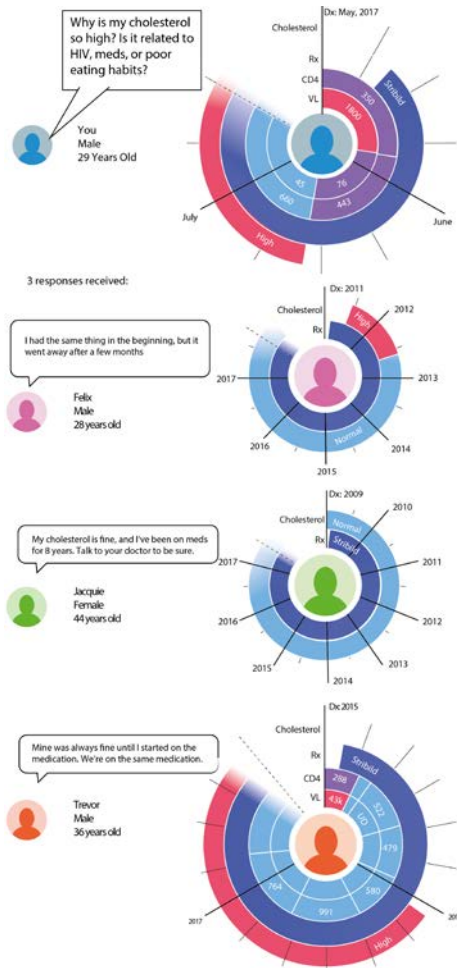 Why is my cholesterol
so high? Is it related to
HIV, meds, or poor
eating habits?
You
Male
29 Years Old
Dx: May, 2017
Cholesterol
Rx
CD4
VL
350
1800
Stribild
76
443
45
660
High
July
June
3 responses received:
I had the same thing in the beginning, but it
went away after a few months
Felix
Male
28 years old
Dx: 2011
Cholesterol
Rx
High
Normal
2012
2013
2014
2015
2016
2017
My cholesterol is fine, and I've been on meds
for 8 years. Talk to your doctor to be sure.
Jacquie
Female
44 years old
Dx: 2009
Cholesterol
Rx
Normal
Stribild
2010
2011
2012
2013
2014
2015
2016
2017
Mine was always fine until I started on the
medication. We're on the same medication.
Trevor
Male
36 years old
Dx: 2015
Cholesterol
Rx
CD4
VL
298
43k
Stribild
522
UD
479
580
991
764
High
2017